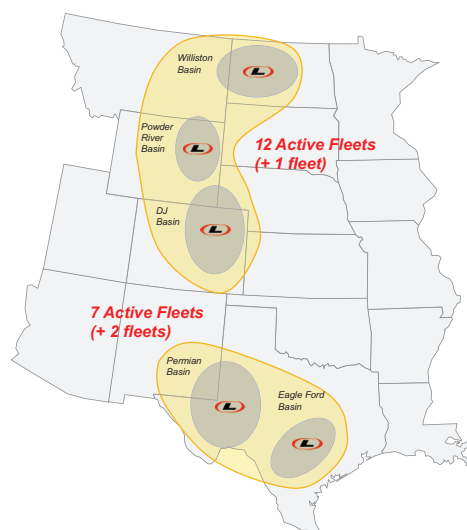 Williston
Basin
L
Powder
River
Basin
L
12 Active Fleets
(+ 1 fleet)
DJ
Basin
L
7 Active Fleets
(+ 2 fleets)
Permian
Basin
L
Eagle Ford
Basin
L